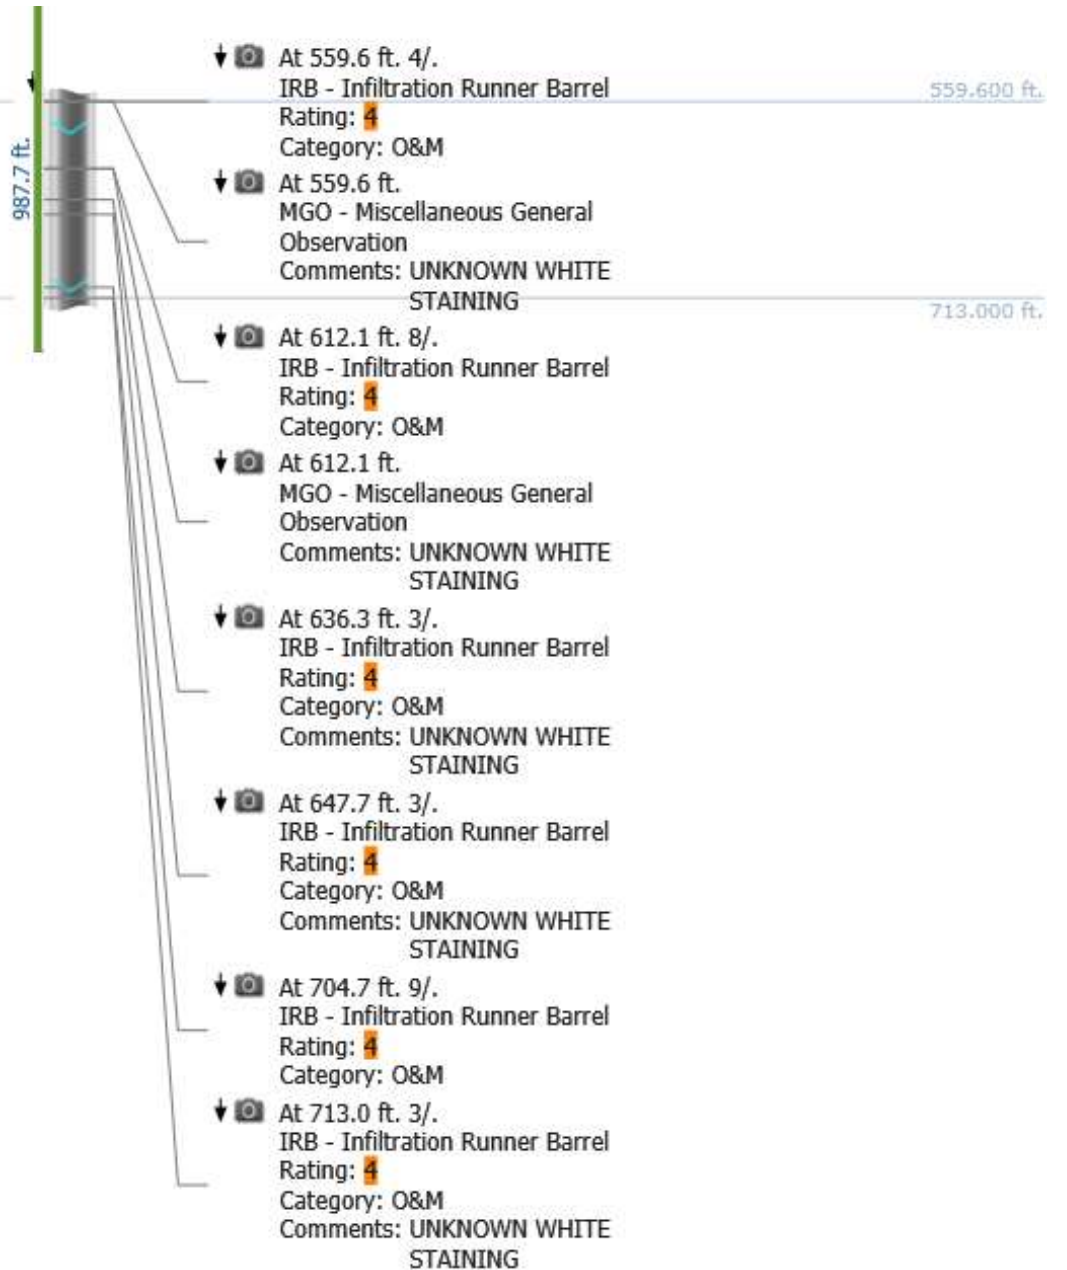 At 559.6 ft. 4/.
IRB - Infiltration Runner Barrel
559.600 ft.
Rating: 4
Category: O&M
987.7 ft.
At 559.6 ft.
MGO - Miscellaneous General
Observation
Comments: UNKNOWN WHITE
STAINING
713.000 ft.
At 612.1 ft. 8/.
IRB - Infiltration Runner Barrel
Rating: 4
Category: O&M
At 612.1 ft.
MGO - Miscellaneous General
Observation
Comments: UNKNOWN WHITE
STAINING
At 636.3 ft. 3/.
IRB - Infiltration Runner Barrel
Rating: 4
Category: O&M
Comments: UNKNOWN WHITE
STAINING
At 647.7 ft. 3/.
IRB - Infiltration Runner Barrel
Rating: 4
Category: O&M
Comments: UNKNOWN WHITE
STAINING
At 704.7 ft. 9/.
IRB - Infiltration Runner Barrel
Rating: 4
Category: O&M
At 713.0 ft. 3/.
IRB - Infiltration Runner Barrel
Rating: 4
Category: O&M
Comments: UNKNOWN WHITE
STAINING